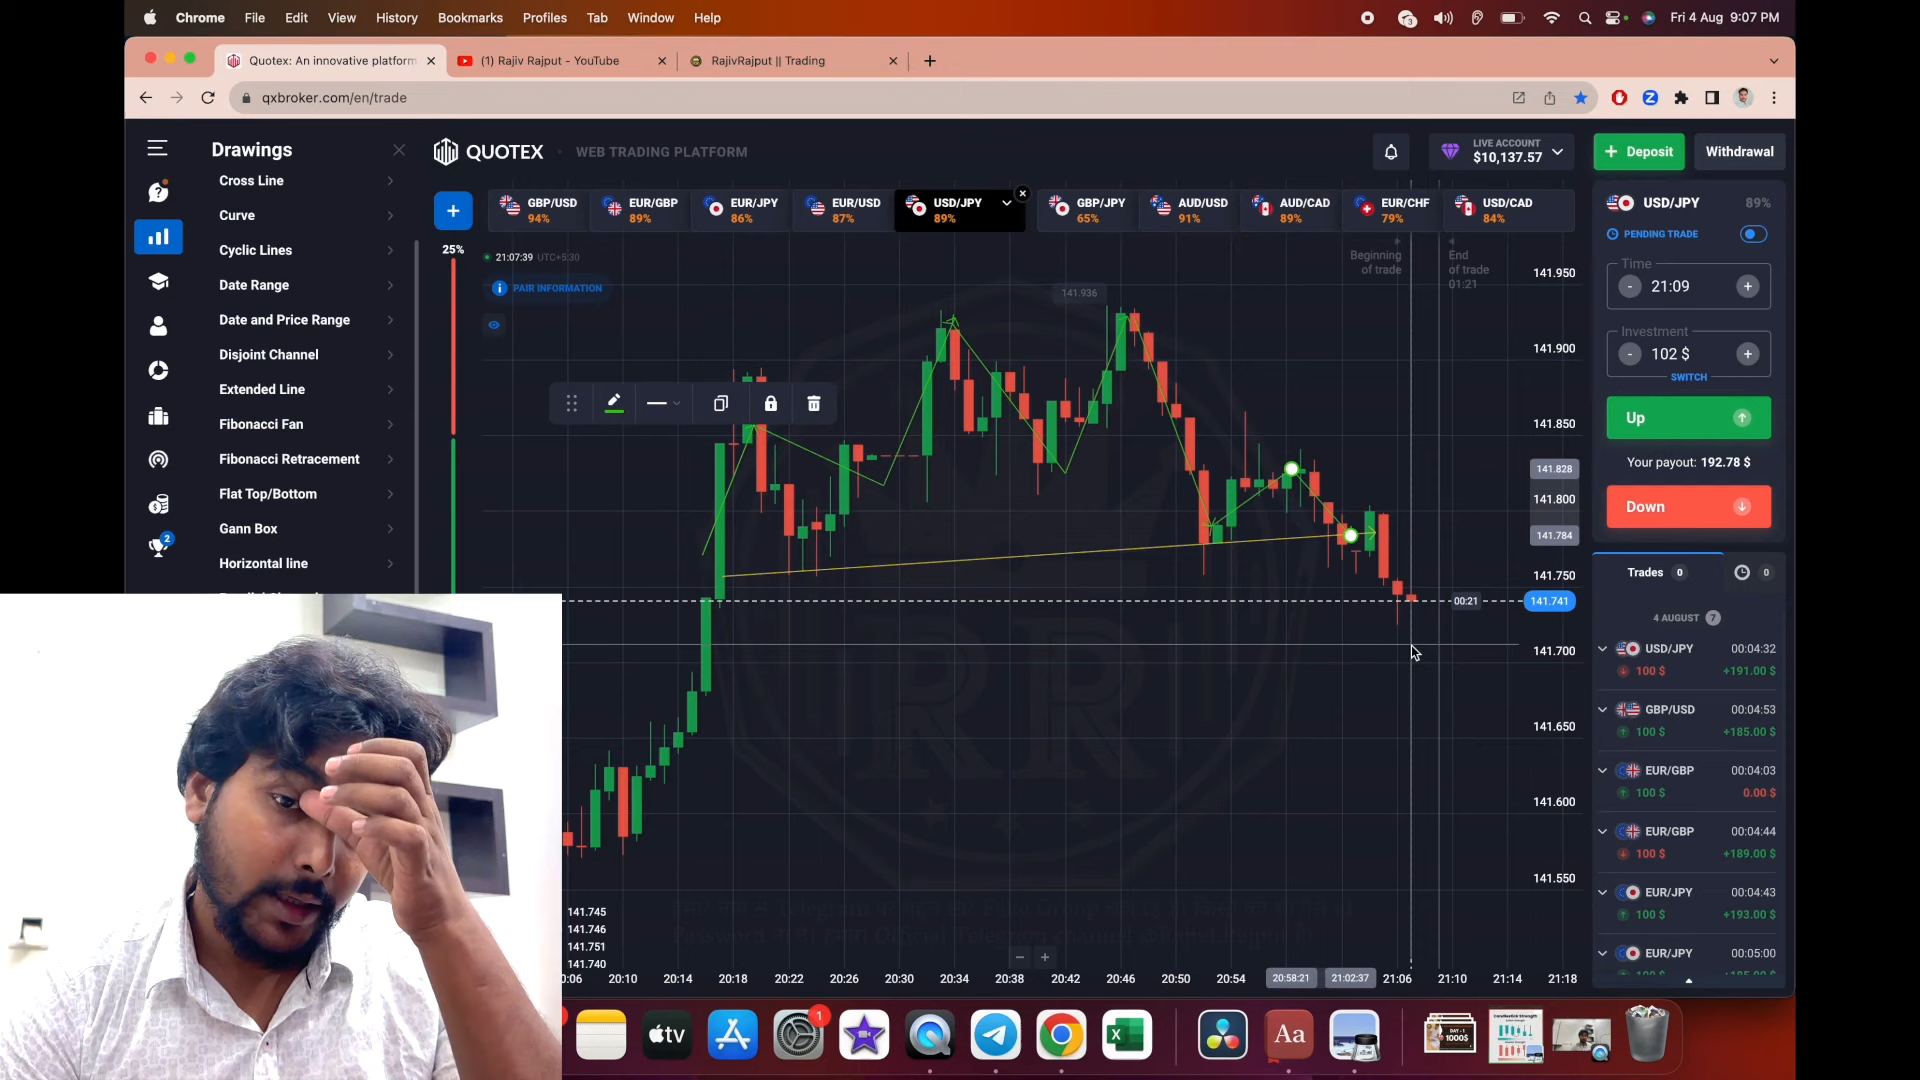 Chrome File Edit View History Bookmarks Profiles Tab Window Help
3
Fri 4 Aug 9:07 PM
Quotex: An innovative platform
(1) Rajiv Rajput - YouTube
RajivRajput || Trading
qxbroker.com/en/trade
Drawings
Cross Line
Curve
Cyclic Lines
Date Range
Date and Price Range
Disjoint Channel
Extended Line
Fibonacci Fan
Fibonacci Retracement
Flat Top/Bottom
Gann Box
Horizontal line
2
QUOTEX
WEB TRADING PLATFORM
LIVE ACCOUNT
$10,137.57
+ Deposit
Withdrawal
GBP/USD
94%
EUR/GBP
89%
EUR/JPY
86%
EUR/USD
87%
USD/JPY
89%
GBP/JPY
65%
AUD/USD
91%
AUD/CAD
89%
EUR/CHF
79%
USD/CAD
84%
25%
21:07:39 UTC+5:30
PAIR INFORMATION
Beginning
of trade
End
of trade
01:21
141.936
141.950
141.900
141.850
141.828
141.800
141.784
141.750
00:21
141.741
141.700
141.650
141.600
141.550
RR
141.745
141.746
141.751
141.740
:06 20:10 20:14 20:18 20:22 20:26 20:30 20:34 20:38 20:42 20:46 20:50 20:54 20:58:21 21:02:37 21:06 21:10 21:14 21:18
USD/JPY 89%
PENDING TRADE
Time
- 21:09 +
Investment
- 102 $ +
SWITCH
Up
Your payout: 192.78 $
Down
Trades 0
0
4 AUGUST 7
USD/JPY 00:04:32
100 $ +191.00 $
GBP/USD 00:04:53
100 $ +185.00 $
EUR/GBP 00:04:03
100 $ 0.00 $
EUR/GBP 00:04:44
100 $ +189.00 $
EUR/JPY 00:04:43
100 $ +193.00 $
EUR/JPY 00:05:00
tv
1
Aa
DAY - 1
1000$